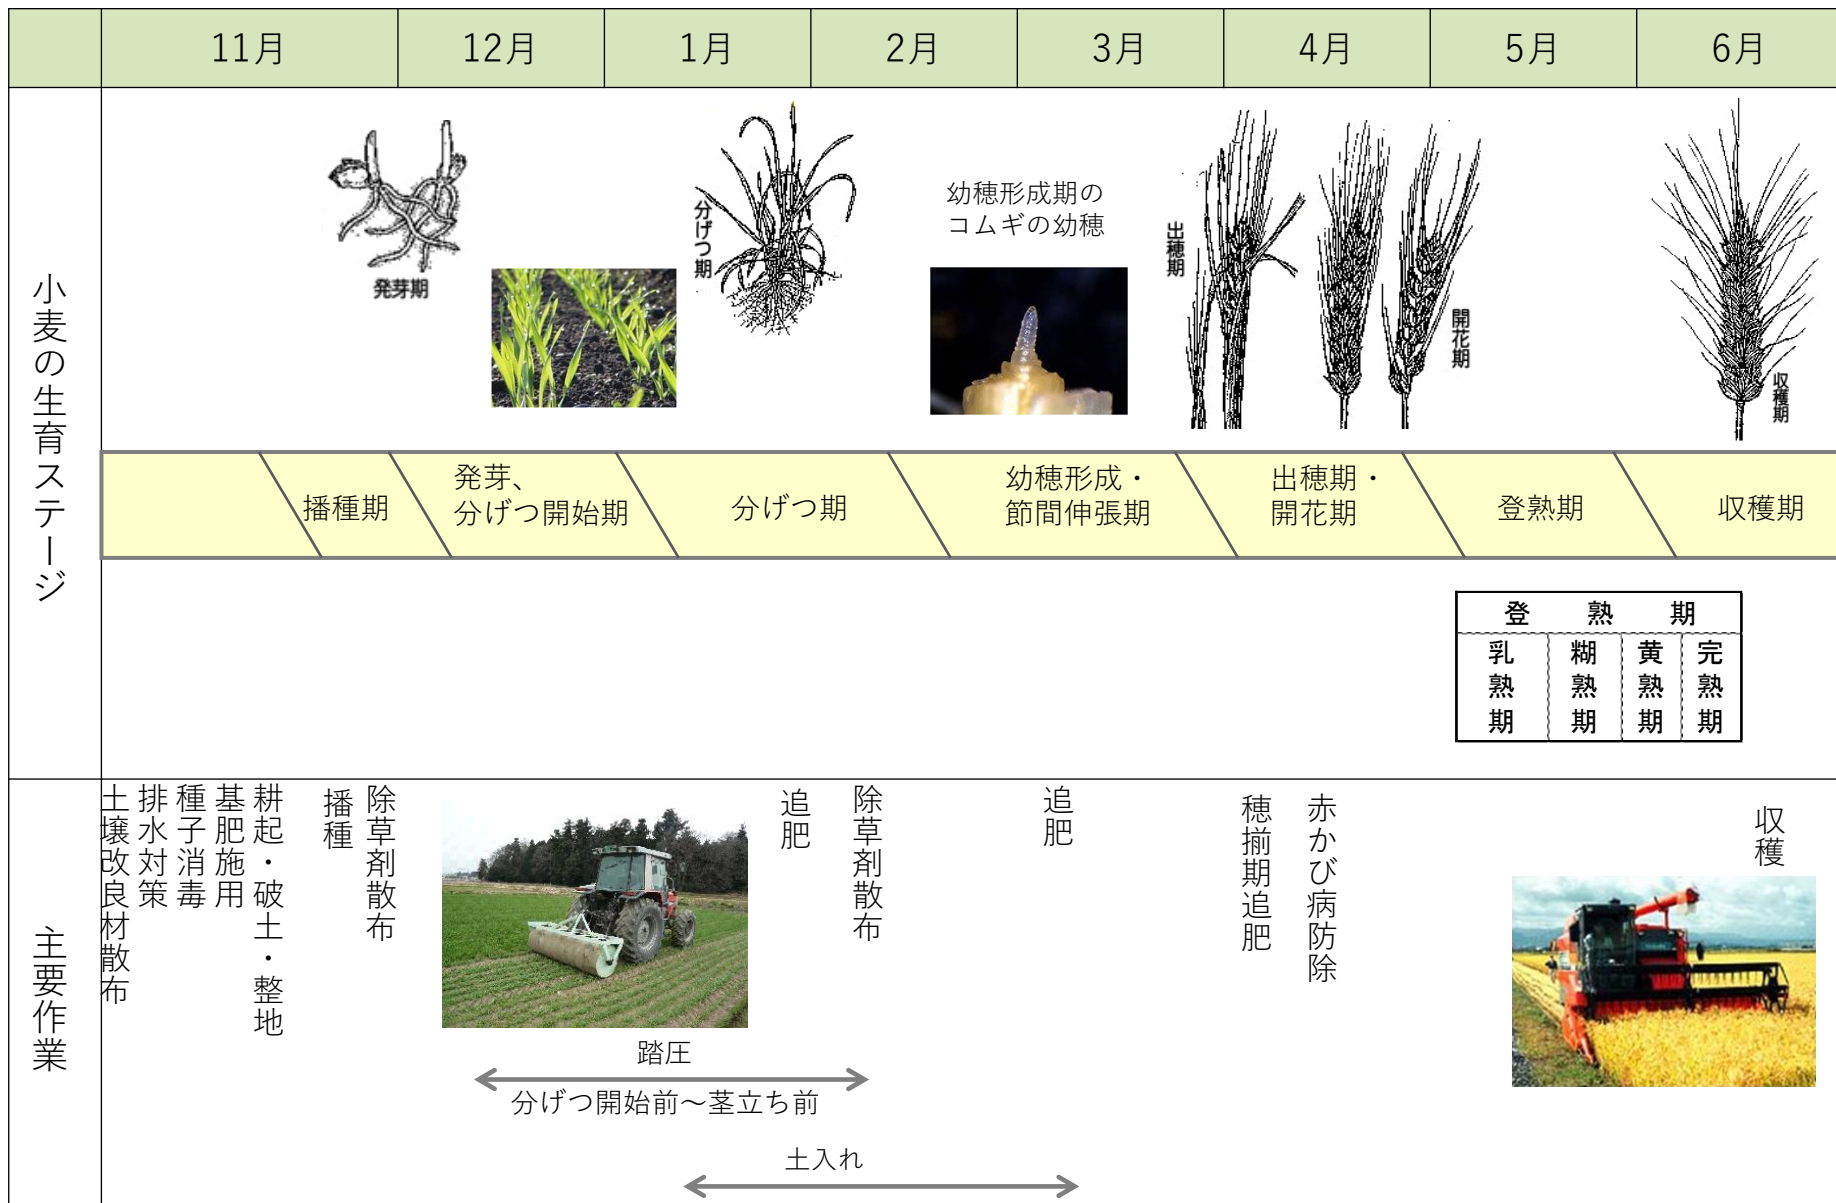 11月
12月
1月
2月
3月
4月
5月
6月
小麦の生育ステージ
発芽期
分げつ期
幼穂形成期の
コムギの幼穂
出穂期
開花期
収穫期
播種期
発芽、
分げつ開始期
分げつ期
幼穂形成・
節間伸張期
出穂期・
開花期
登熟期
収穫期
登熟期
乳熟期
糊熟期
黄熟期
完熟期
主要作業
土壌改良材散布
排水対策
種子消毒
基肥施用
耕起・破土・整地
播種
除草剤散布
追肥
除草剤散布
追肥
穂揃期追肥
赤かび病防除
収穫
踏圧
分げつ開始前～茎立ち前
土入れ